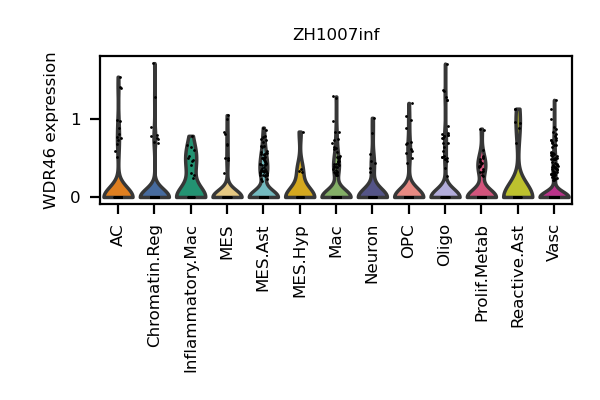 ZH1007inf
WDR46 expression
1
0
AC
Chromatin.Reg
Inflammatory.Mac
MES
MES.Ast
MES.Hyp
Mac
Neuron
OPC
Oligo
Prolif.Metab
Reactive.Ast
Vasc